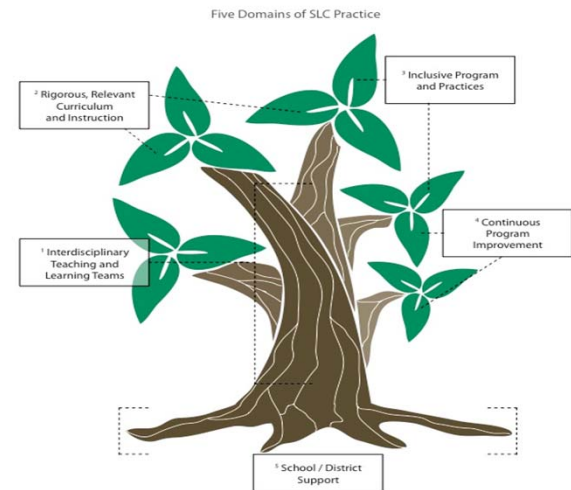 Five Domains of SLC Practice
² Rigorous, Relevant
Curriculum
and Instruction
³ Inclusive Program
and Practices
¹ Interdisciplinary
Teaching and
Learning Teams
⁴ Continuous
Program
Improvement
⁵ School / District
Support